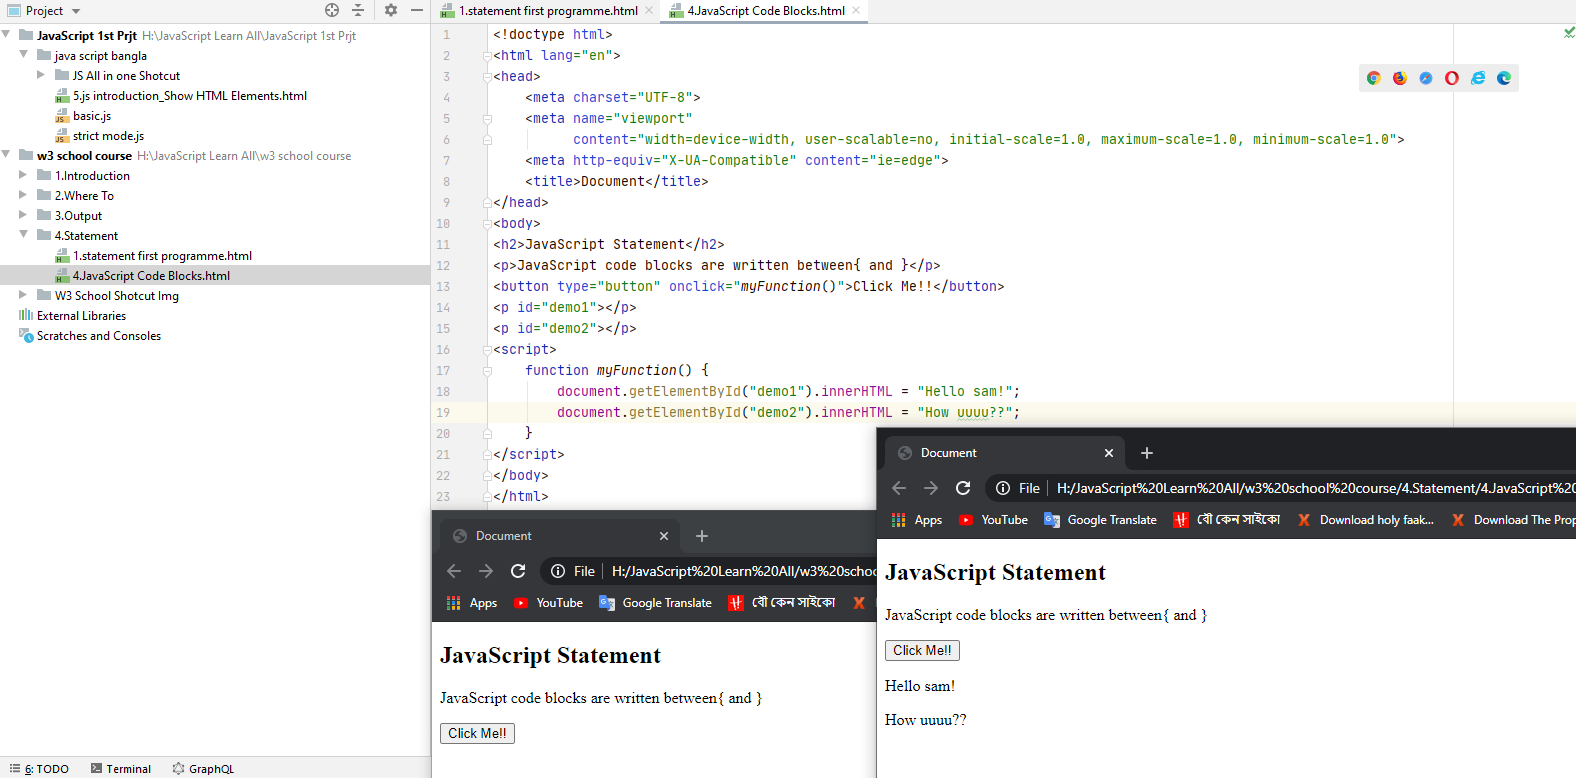 Project
JavaScript 1st Prjt H:\JavaScript Learn All\JavaScript 1st Prjt
java script bangla
JS All in one Shotcut
5.js introduction_Show HTML Elements.html
basic.js
strict mode.js
w3 school course H:\JavaScript Learn All\w3 school course
1.Introduction
2.Where To
3.Output
4.Statement
1.statement first programme.html
4.JavaScript Code Blocks.html
W3 School Shotcut Img
External Libraries
Scratches and Consoles
6: TODO Terminal GraphQL
1.statement first programme.html 4.JavaScript Code Blocks.html
1 <!doctype html>
2 <html lang="en">
3 <head>
4 <meta charset="UTF-8">
5 <meta name="viewport"
6 content="width=device-width, user-scalable=no, initial-scale=1.0, maximum-scale=1.0, minimum-scale=1.0">
7 <meta http-equiv="X-UA-Compatible" content="ie=edge">
8 <title>Document</title>
9 </head>
10 <body>
11 <h2>JavaScript Statement</h2>
12 <p>JavaScript code blocks are written between{ and }</p>
13 <button type="button" onclick="myFunction()">Click Me!!</button>
14 <p id="demo1"></p>
15 <p id="demo2"></p>
16 <script>
17 function myFunction() {
18 document.getElementById("demo1").innerHTML = "Hello sam!";
19 document.getElementById("demo2").innerHTML = "How uuuu??";
20 }
21 </script>
22 </body>
23 </html>
Document
File H:/JavaScript%20Learn%20All/w3%20schoo
Apps YouTube Google Translate বৌ কেন সাইকো
JavaScript Statement
JavaScript code blocks are written between{ and }
Click Me!!
Document
File H:/JavaScript%20Learn%20All/w3%20school%20course/4.Statement/4.JavaScript%20
Apps YouTube Google Translate বৌ কেন সাইকো Download holy faak... Download The Prop
JavaScript Statement
JavaScript code blocks are written between{ and }
Click Me!!
Hello sam!
How uuuu??